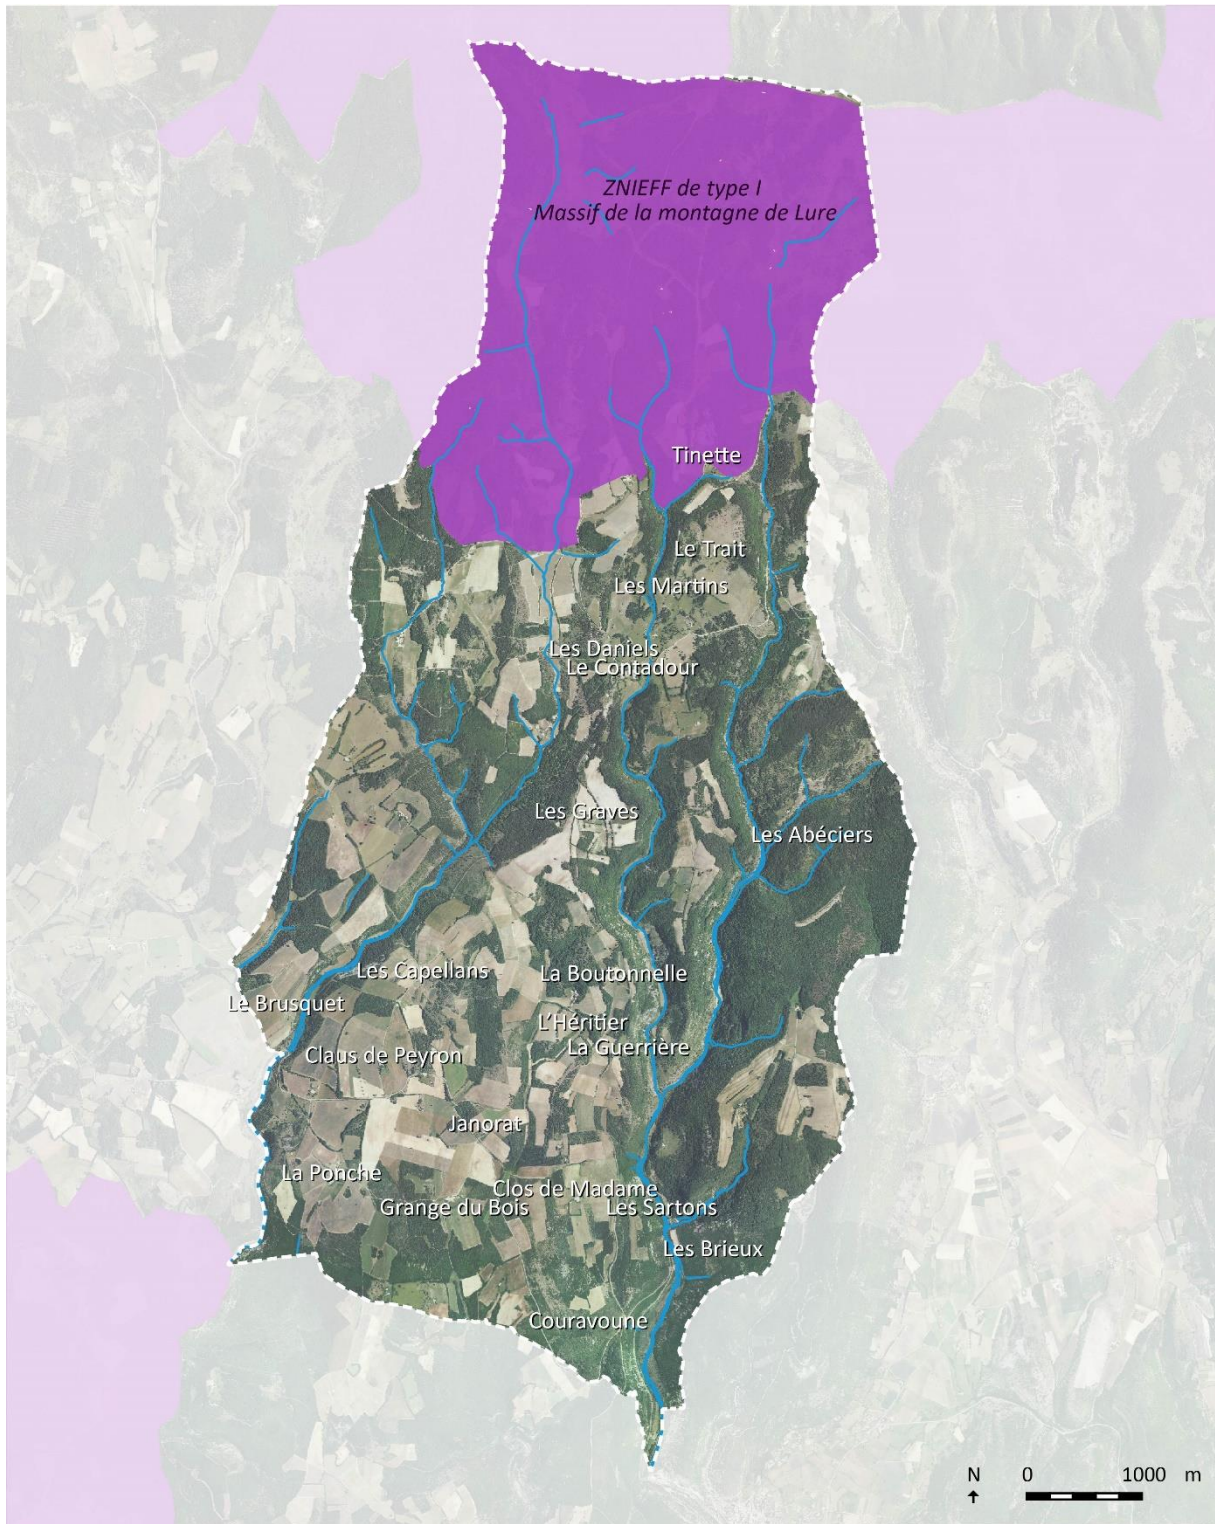 ZNIEFF de type I
Massif de la montagne de Lure
Tinette
Le Trait
Les Martins
Les Daniels
Le Contadour
Les Graves
Les Abéciers
Les Capellans
La Boutonnelle
Le Brusquet
L'Héritier
La Guerrière
Claus de Peyron
Janorat
La Ponche
Clos de Madame
Grange du Bois
Les Sartons
Les Brieux
Couravoune
N 0 1000 m